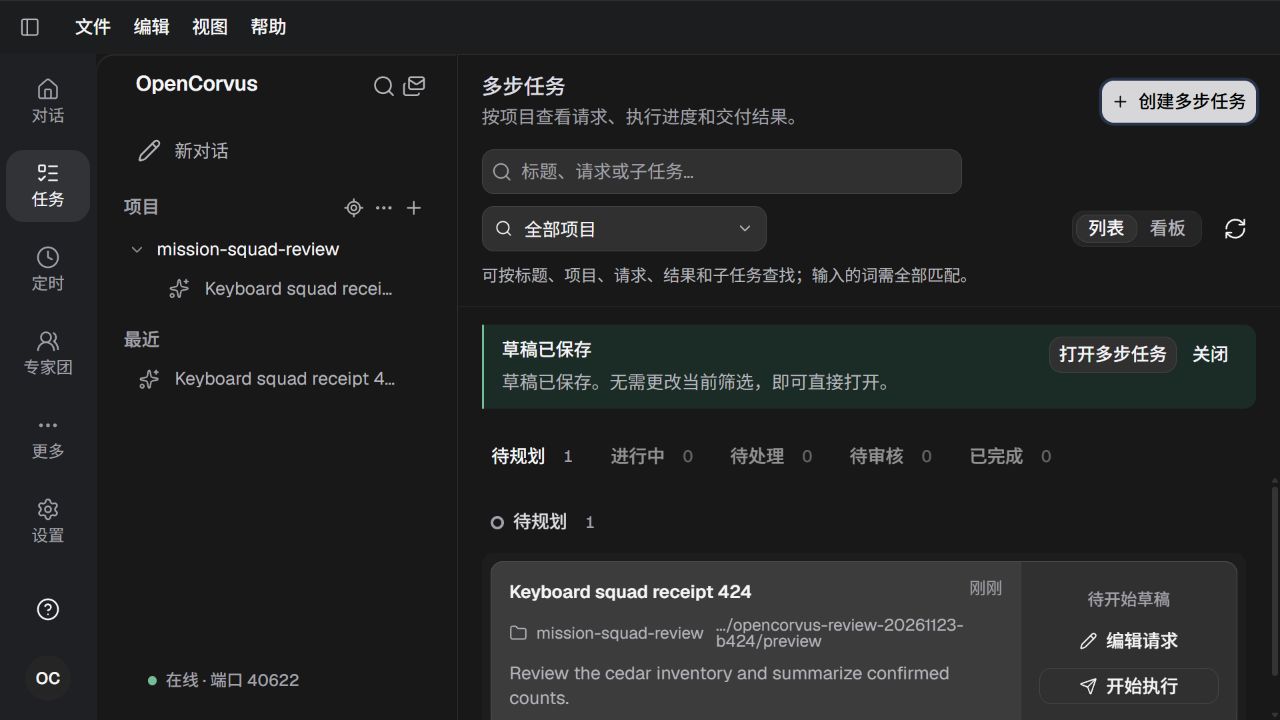 文件 编辑 视图 帮助
对话
任务
定时
专家团
更多
设置
OC
OpenCorvus
新对话
项目
mission-squad-review
Keyboard squad recei...
最近
Keyboard squad receipt 4...
在线 · 端口 40622
多步任务
按项目查看请求、执行进度和交付结果。
创建多步任务
标题、请求或子任务...
全部项目
列表 看板
可按标题、项目、请求、结果和子任务查找；输入的词需全部匹配。
草稿已保存
草稿已保存。无需更改当前筛选，即可直接打开。
打开多步任务 关闭
待规划 1 进行中 0 待处理 0 待审核 0 已完成 0
待规划 1
Keyboard squad receipt 424
刚刚
mission-squad-review
.../opencorvus-review-20261123-
b424/preview
Review the cedar inventory and summarize confirmed
counts.
待开始草稿
编辑请求
开始执行